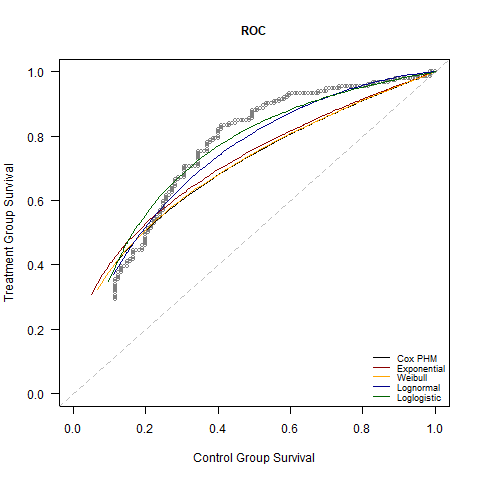 ROC
Treatment Group Survival
1.0
0.8
0.6
0.4
0.2
0.0
Cox PHM
Exponential
Weibull
Lognormal
Loglogistic
0.0 0.2 0.4 0.6 0.8 1.0
Control Group Survival